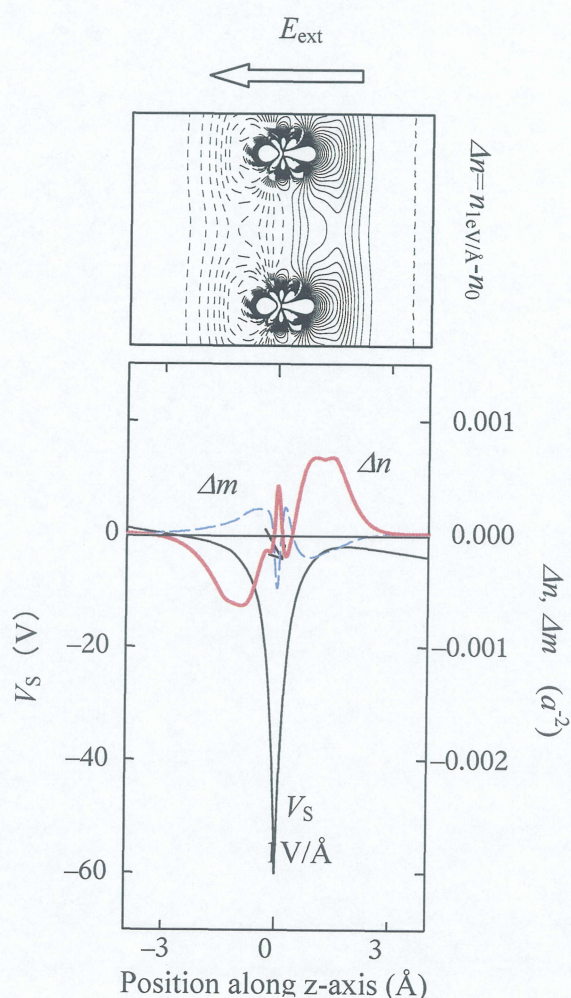 E_ext
Δn=n_1eV/Å-n_0
Δm
Δn
0.001
0
0.000
−20
−0.001
−40
−0.002
−60
V_S (V)
Δn, Δm (a^-2)
V_S
V/Å
−3
0
3
Position along z-axis (Å)